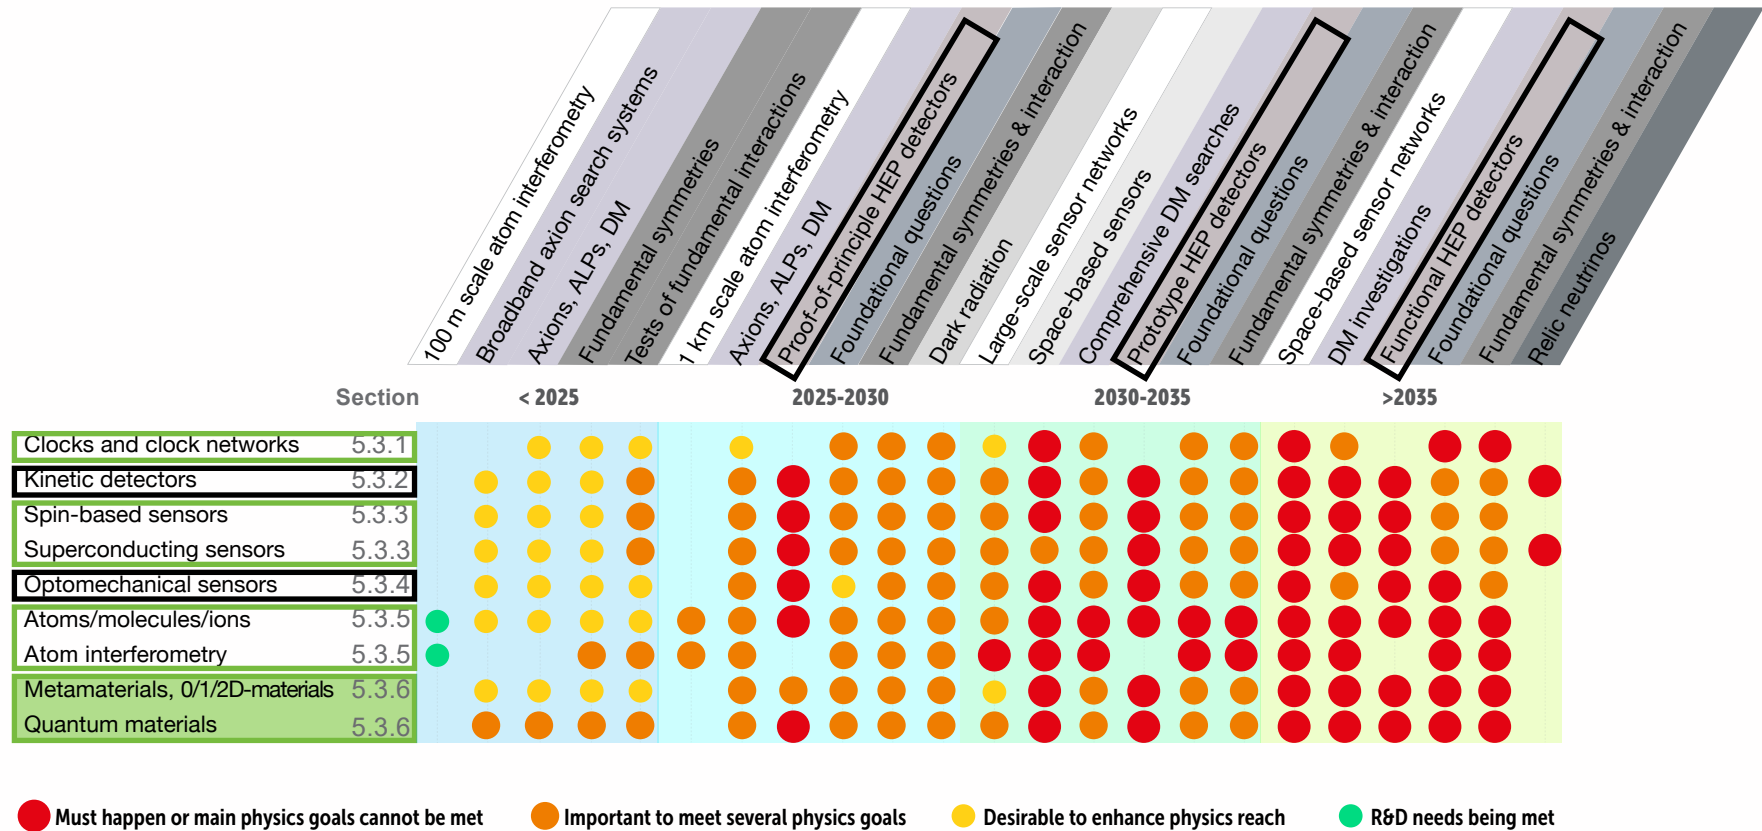 100 m scale atom interferometry
Broadband axion search systems
Axions, ALPs, DM
Fundamental symmetries
Tests of fundamental interactions
1 km scale atom interferometry
Axions, ALPs, DM
Proof-of-principle HEP detectors
Foundational questions
Fundamental symmetries & interaction
Dark radiation
Large-scale sensor networks
Space-based sensors
Comprehensive DM searches
Prototype HEP detectors
Foundational questions
Fundamental symmetries & interaction
Space-based sensor networks
DM investigations
Functional HEP detectors
Foundational questions
Fundamental symmetries & interaction
Relic neutrinos
Section < 2025 2025-2030 2030-2035 >2035
Clocks and clock networks 5.3.1
Kinetic detectors 5.3.2
Spin-based sensors 5.3.3
Superconducting sensors 5.3.3
Optomechanical sensors 5.3.4
Atoms/molecules/ions 5.3.5
Atom interferometry 5.3.5
Metamaterials, 0/1/2D-materials 5.3.6
Quantum materials 5.3.6
Must happen or main physics goals cannot be met Important to meet several physics goals Desirable to enhance physics reach R&D needs being met